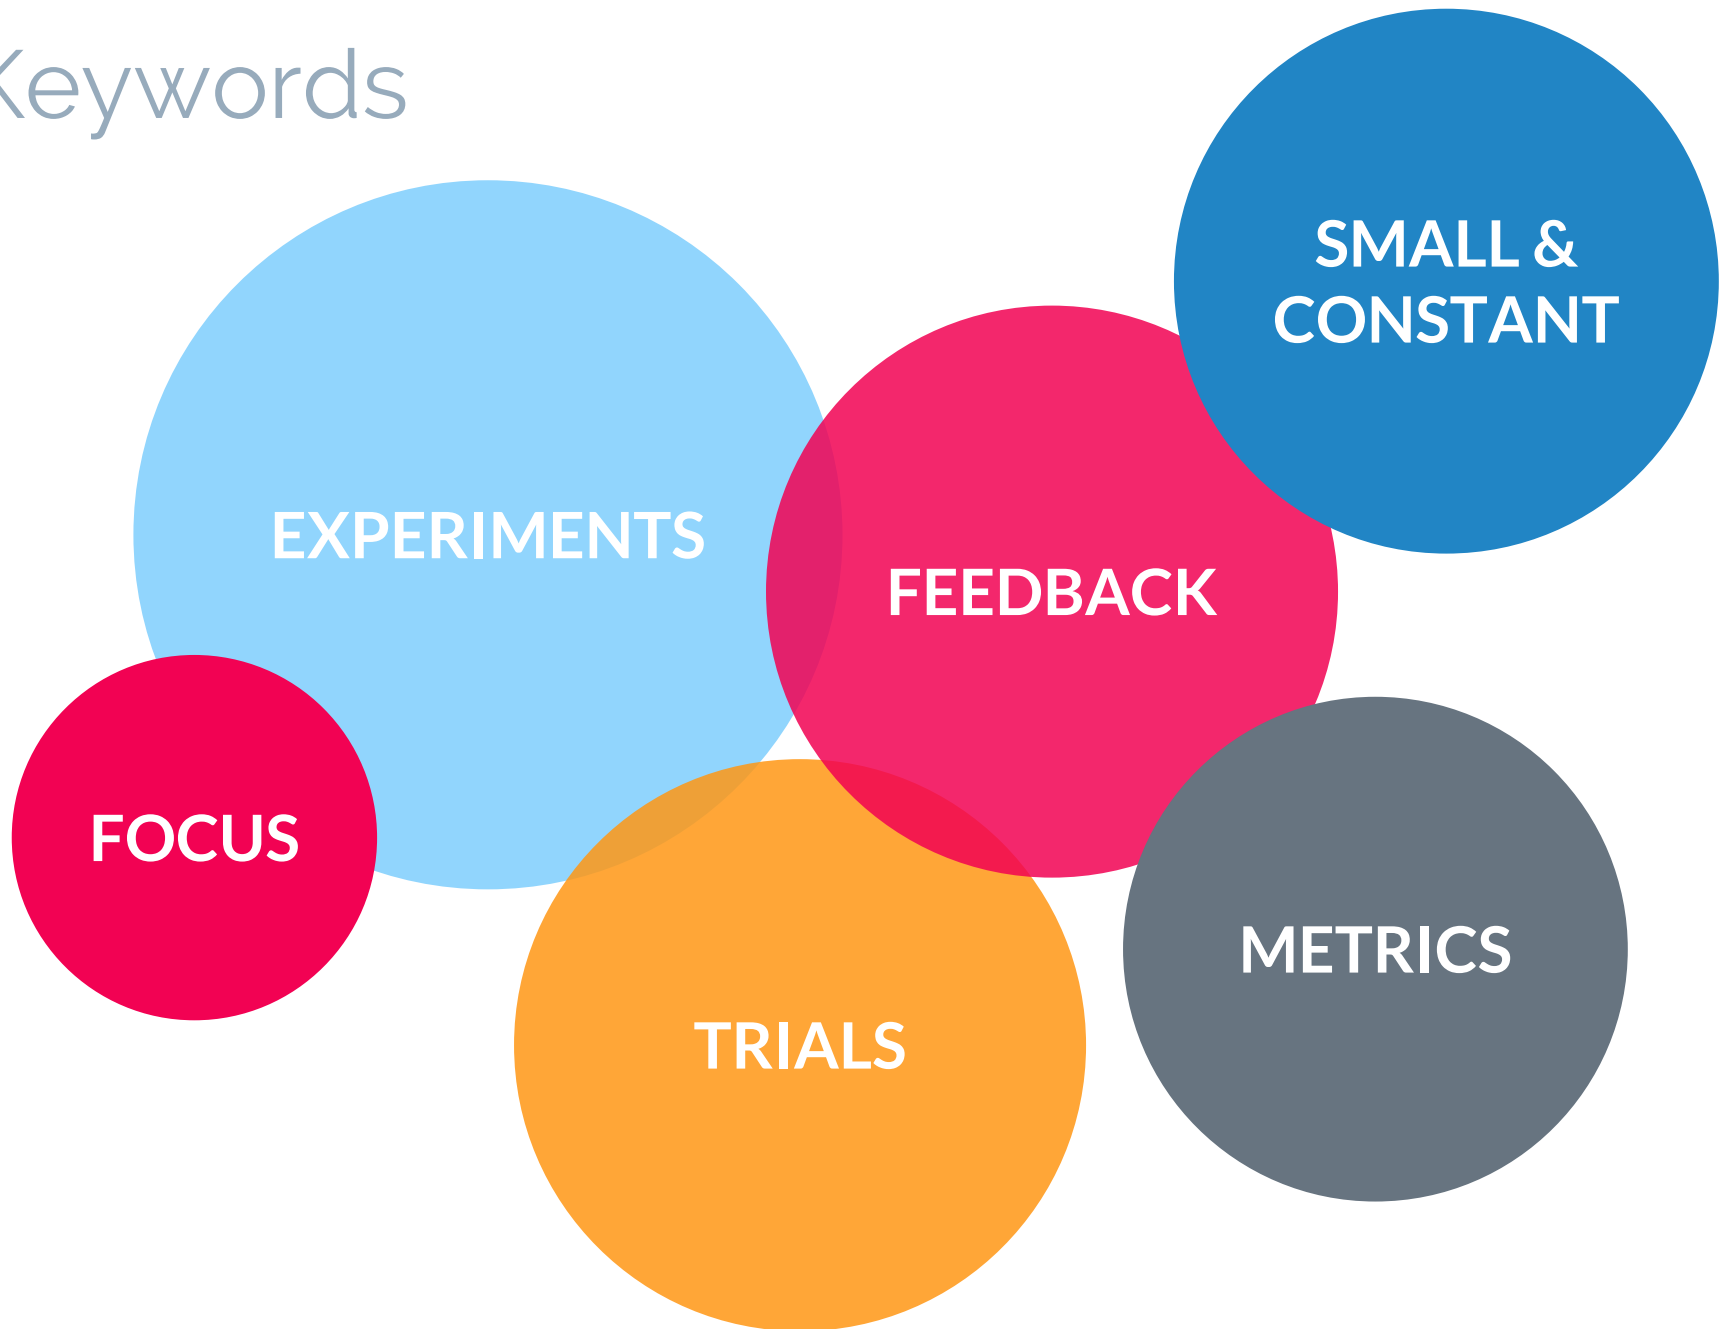 Keywords
SMALL &
CONSTANT
EXPERIMENTS
FEEDBACK
FOCUS
METRICS
TRIALS